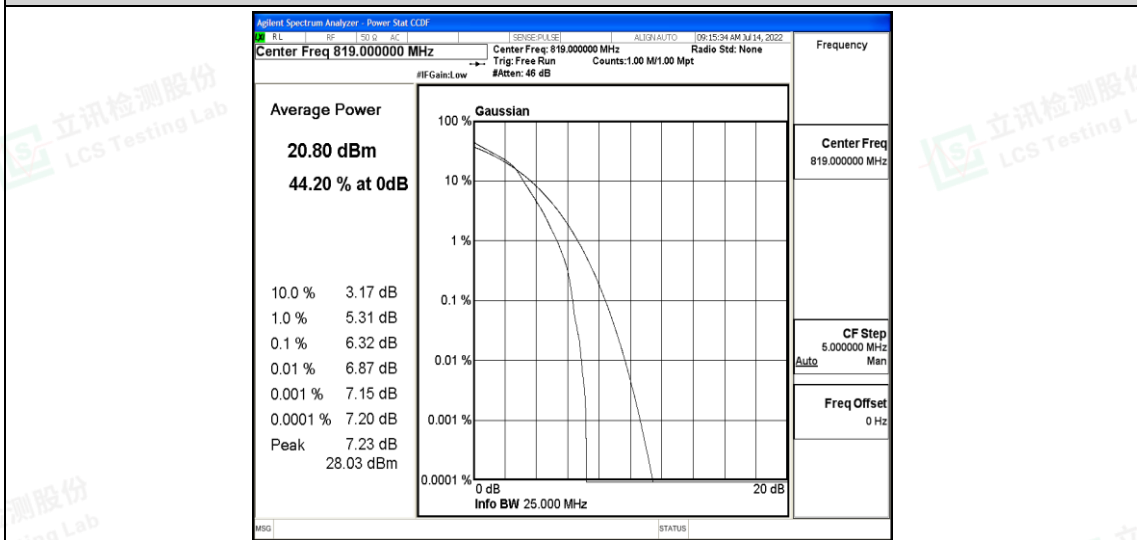 Agilent Spectrum Analyzer - Power Stat CCDF
RL RF 50 Ω AC SENSE:PULSE ALIGN AUTO 09:15:34 AM Jul 14, 2022
Center Freq 819.000000 MHz
Center Freq: 819.000000 MHz Radio Std: None
Trig: Free Run Counts:1.00 M/1.00 Mpt
#IFGain:Low #Atten: 46 dB
Frequency
Center Freq
819.000000 MHz
CF Step
5.000000 MHz
Auto Man
Freq Offset
0 Hz
Average Power
20.80 dBm
44.20 % at 0dB
10.0 % 3.17 dB
1.0 % 5.31 dB
0.1 % 6.32 dB
0.01 % 6.87 dB
0.001 % 7.15 dB
0.0001 % 7.20 dB
Peak 7.23 dB
28.03 dBm
Gaussian
100 %
10 %
1 %
0.1 %
0.01 %
0.001 %
0.0001 %
0 dB 20 dB
Info BW 25.000 MHz
MSG STATUS
立讯检测股份
LCS Testing Lab
立讯检测股份
LCS Testing L
测股份
ng Lab
立